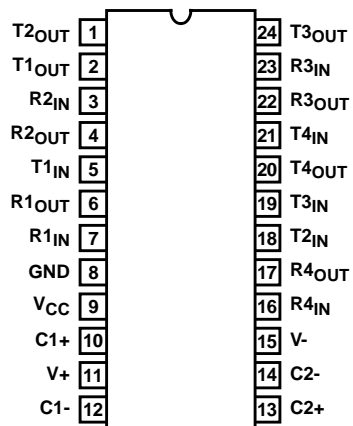 T2OUT 1 24 T3OUT
T1OUT 2 23 R3IN
R2IN 3 22 R3OUT
R2OUT 4 21 T4IN
T1IN 5 20 T4OUT
R1OUT 6 19 T3IN
R1IN 7 18 T2IN
GND 8 17 R4OUT
VCC 9 16 R4IN
C1+ 10 15 V-
V+ 11 14 C2-
C1- 12 13 C2+